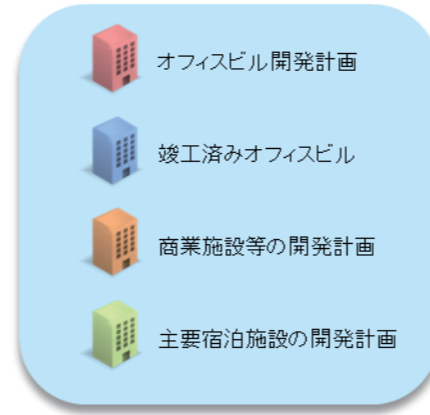 オフィスビル開発計画
竣工済みオフィスビル
商業施設等の開発計画
主要宿泊施設の開発計画